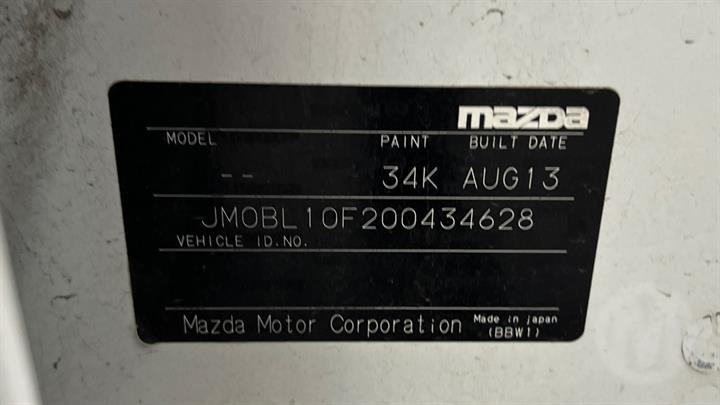 mazda
MODEL PAINT BUILT DATE
-- 34K AUG13
JM0BL10F200434628
VEHICLE ID.NO.
Mazda Motor Corporation Made in japan
(BBW1)